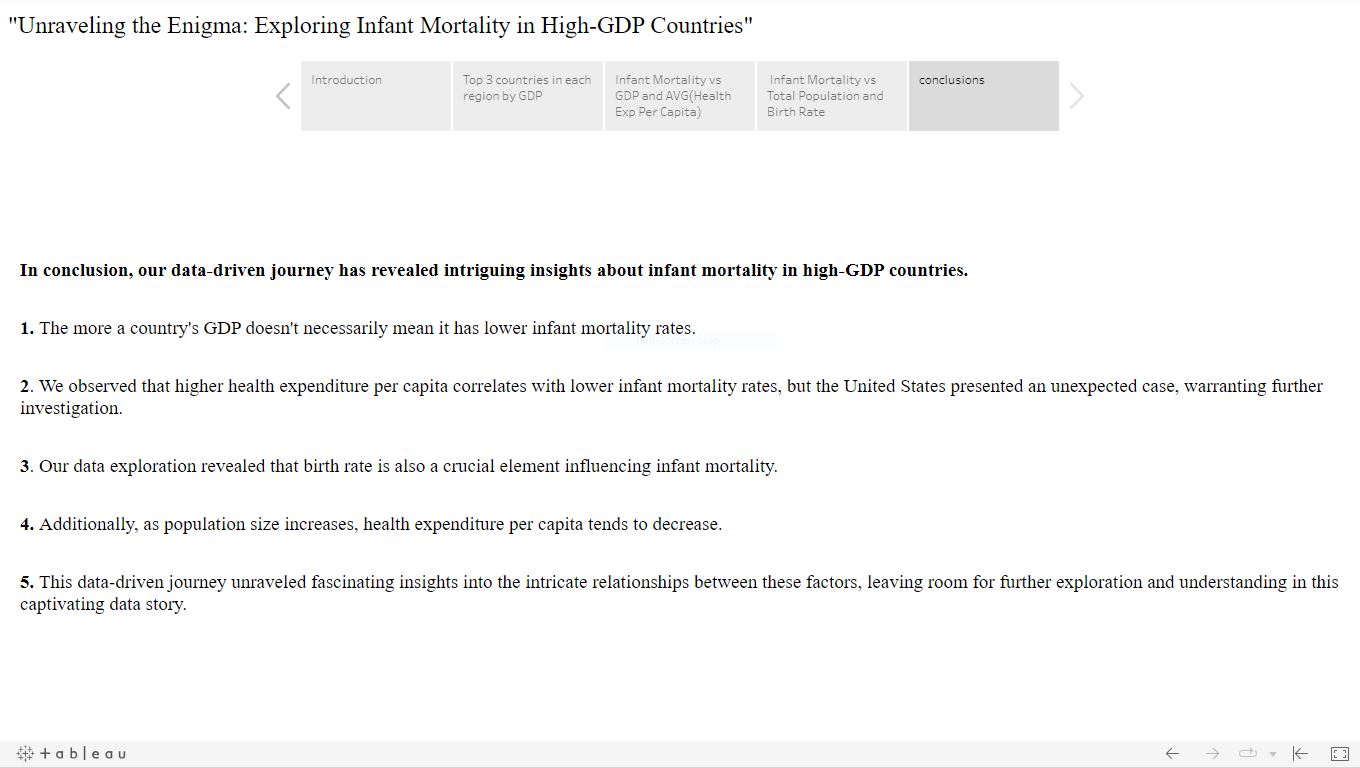 "Unraveling the Enigma: Exploring Infant Mortality in High-GDP Countries"
Introduction
Top 3 countries in each
region by GDP
Infant Mortality vs
GDP and AVG(Health
Exp Per Capita)
Infant Mortality vs
Total Population and
Birth Rate
conclusions
In conclusion, our data-driven journey has revealed intriguing insights about infant mortality in high-GDP countries.
1. The more a country's GDP doesn't necessarily mean it has lower infant mortality rates.
2. We observed that higher health expenditure per capita correlates with lower infant mortality rates, but the United States presented an unexpected case, warranting further
investigation.
3. Our data exploration revealed that birth rate is also a crucial element influencing infant mortality.
4. Additionally, as population size increases, health expenditure per capita tends to decrease.
5. This data-driven journey unraveled fascinating insights into the intricate relationships between these factors, leaving room for further exploration and understanding in this
captivating data story.
+ableau